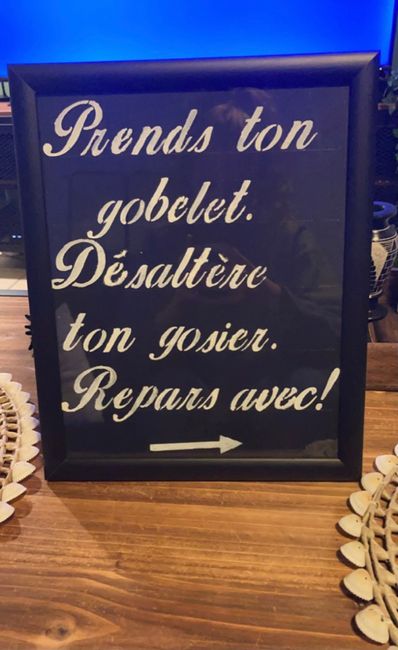 Prends ton
gobelet.
Désaltère
ton gosier.
Repars avec!